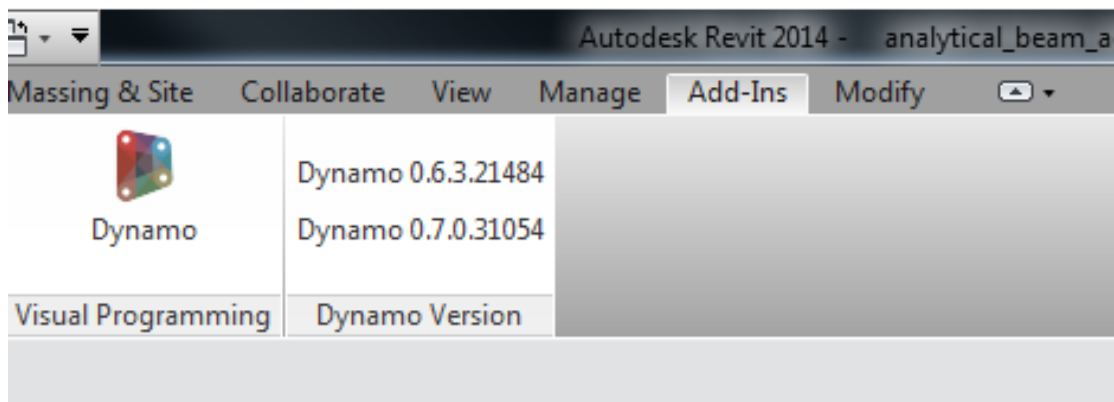 Autodesk Revit 2014 - analytical_beam_a
Massing & Site Collaborate View Manage Add-Ins Modify
Dynamo 0.6.3.21484
Dynamo Dynamo 0.7.0.31054
Visual Programming Dynamo Version